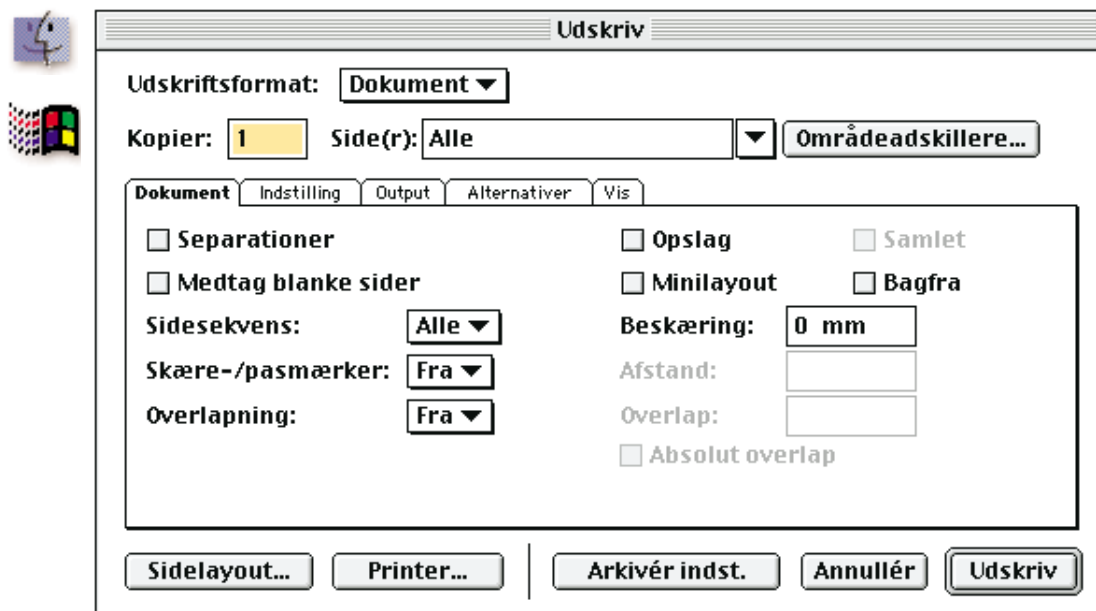 Udskriv
Udskriftsformat: Dokument
Kopier: 1 Side(r): Alle Områdeadskillere...
Dokument Indstilling Output Alternativer Vis
Separationer Opslag Samlet
Medtag blanke sider Minilayout Bagfra
Sidesekvens: Alle Beskæring: 0 mm
Skære-/pasmærker: Fra Afstand:
Overlapning: Fra Overlap:
Absolut overlap
Sidelayout... Printer... Arkivér indst. Annullér Udskriv